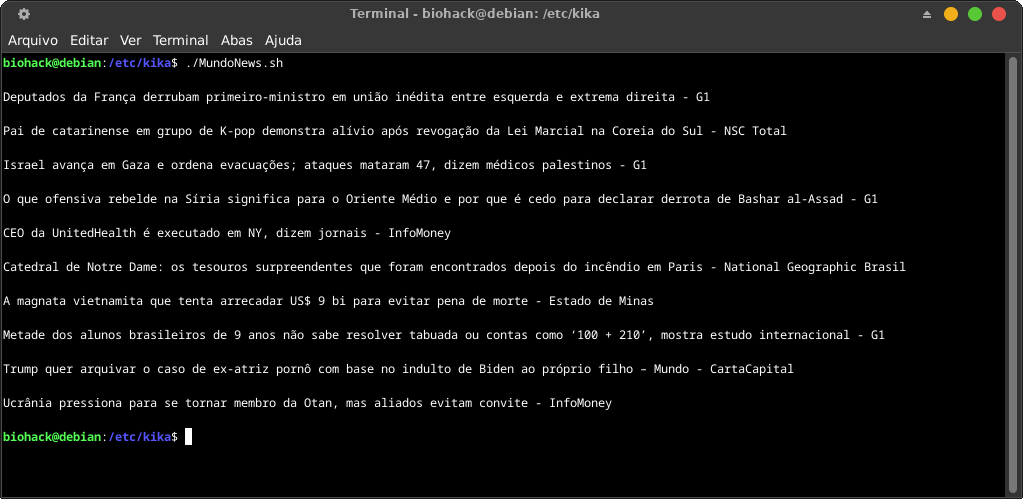 Terminal - biohack@debian: /etc/kika
Arquivo Editar Ver Terminal Abas Ajuda
biohack@debian:/etc/kika$ ./MundoNews.sh
Deputados da França derrubam primeiro-ministro em união inédita entre esquerda e extrema direita - G1
Pai de catarinense em grupo de K-pop demonstra alívio após revogação da Lei Marcial na Coreia do Sul - NSC Total
Israel avança em Gaza e ordena evacuações; ataques mataram 47, dizem médicos palestinos - G1
O que ofensiva rebelde na Síria significa para o Oriente Médio e por que é cedo para declarar derrota de Bashar al-Assad - G1
CEO da UnitedHealth é executado em NY, dizem jornais - InfoMoney
Catedral de Notre Dame: os tesouros surpreendentes que foram encontrados depois do incêndio em Paris - National Geographic Brasil
A magnata vietnamita que tenta arrecadar US$ 9 bi para evitar pena de morte - Estado de Minas
Metade dos alunos brasileiros de 9 anos não sabe resolver tabuada ou contas como ‘100 + 210’, mostra estudo internacional - G1
Trump quer arquivar o caso de ex-atriz pornô com base no indulto de Biden ao próprio filho – Mundo - CartaCapital
Ucrânia pressiona para se tornar membro da Otan, mas aliados evitam convite - InfoMoney
biohack@debian:/etc/kika$